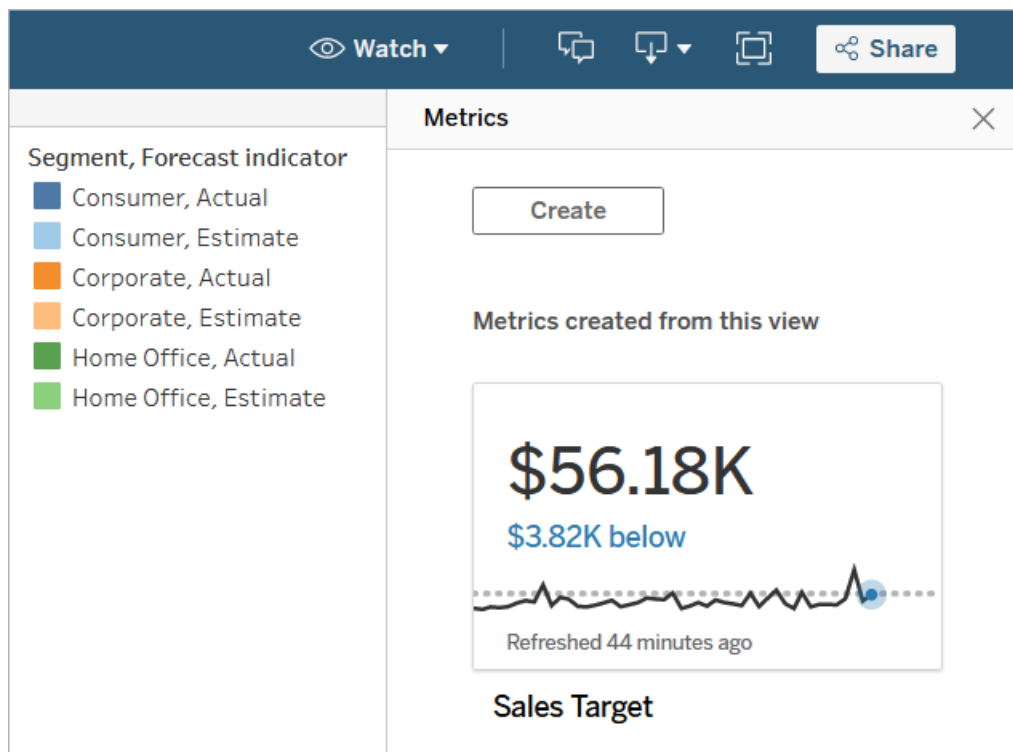 Watch
Share
Metrics
Segment, Forecast indicator
Consumer, Actual
Consumer, Estimate
Corporate, Actual
Corporate, Estimate
Home Office, Actual
Home Office, Estimate
Create
Metrics created from this view
$56.18K
$3.82K below
Refreshed 44 minutes ago
Sales Target